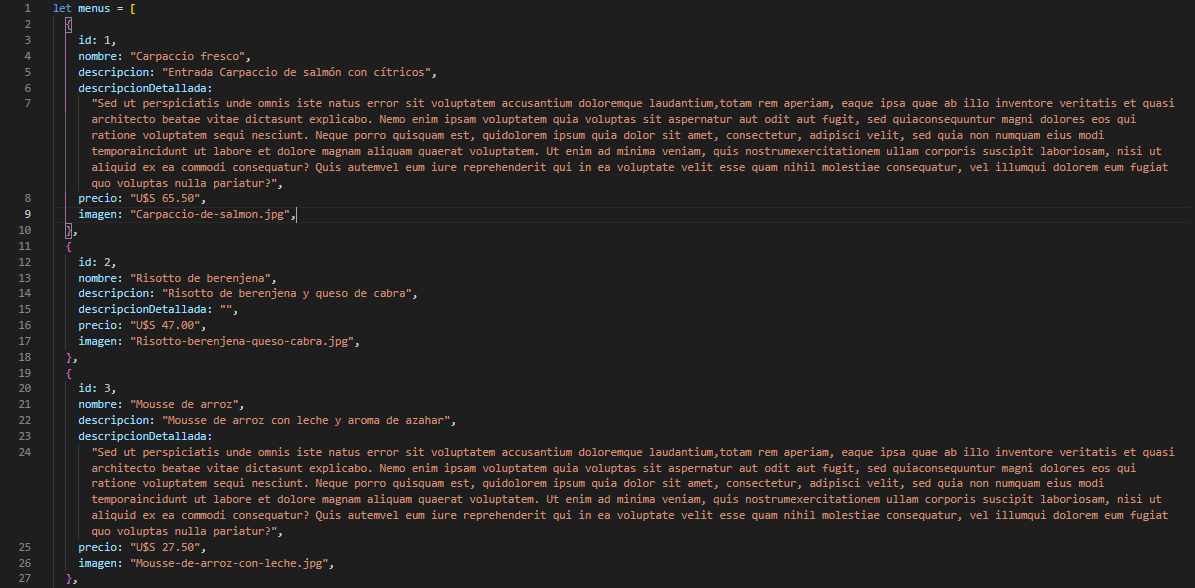 1 let menus = [
2 {
3 id: 1,
4 nombre: "Carpaccio fresco",
5 descripcion: "Entrada Carpaccio de salmón con cítricos",
6 descripcionDetallada:
7 "Sed ut perspiciatis unde omnis iste natus error sit voluptatem accusantium doloremque laudantium,totam rem aperiam, eaque ipsa quae ab illo inventore veritatis et quasi
architecto beatae vitae dictasunt explicabo. Nemo enim ipsam voluptatem quia voluptas sit aspernatur aut odit aut fugit, sed quiaconsequuntur magni dolores eos qui
ratione voluptatem sequi nesciunt. Neque porro quisquam est, quidolorem ipsum quia dolor sit amet, consectetur, adipisci velit, sed quia non numquam eius modi
temporaincidunt ut labore et dolore magnam aliquam quaerat voluptatem. Ut enim ad minima veniam, quis nostrumexercitationem ullam corporis suscipit laboriosam, nisi ut
aliquid ex ea commodi consequatur? Quis autemvel eum iure reprehenderit qui in ea voluptate velit esse quam nihil molestiae consequatur, vel illumqui dolorem eum fugiat
quo voluptas nulla pariatur?",
8 precio: "U$S 65.50",
9 imagen: "Carpaccio-de-salmon.jpg",
10 },
11 {
12 id: 2,
13 nombre: "Risotto de berenjena",
14 descripcion: "Risotto de berenjena y queso de cabra",
15 descripcionDetallada: "",
16 precio: "U$S 47.00",
17 imagen: "Risotto-berenjena-queso-cabra.jpg",
18 },
19 {
20 id: 3,
21 nombre: "Mousse de arroz",
22 descripcion: "Mousse de arroz con leche y aroma de azahar",
23 descripcionDetallada:
24 "Sed ut perspiciatis unde omnis iste natus error sit voluptatem accusantium doloremque laudantium,totam rem aperiam, eaque ipsa quae ab illo inventore veritatis et quasi
architecto beatae vitae dictasunt explicabo. Nemo enim ipsam voluptatem quia voluptas sit aspernatur aut odit aut fugit, sed quiaconsequuntur magni dolores eos qui
ratione voluptatem sequi nesciunt. Neque porro quisquam est, quidolorem ipsum quia dolor sit amet, consectetur, adipisci velit, sed quia non numquam eius modi
temporaincidunt ut labore et dolore magnam aliquam quaerat voluptatem. Ut enim ad minima veniam, quis nostrumexercitationem ullam corporis suscipit laboriosam, nisi ut
aliquid ex ea commodi consequatur? Quis autemvel eum iure reprehenderit qui in ea voluptate velit esse quam nihil molestiae consequatur, vel illumqui dolorem eum fugiat
quo voluptas nulla pariatur?",
25 precio: "U$S 27.50",
26 imagen: "Mousse-de-arroz-con-leche.jpg",
27 },